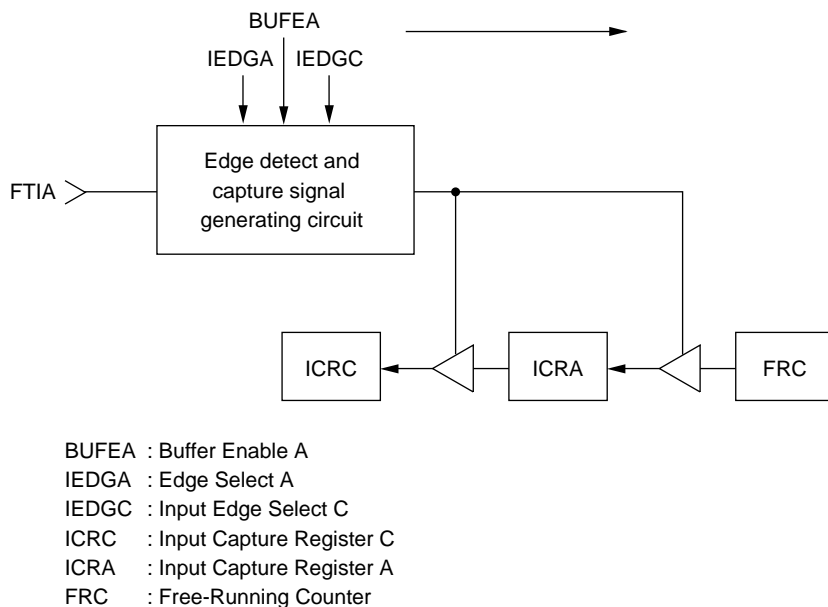 BUFEA
IEDGA IEDGC
Edge detect and
capture signal
generating circuit
FTIA
ICRC ICRA FRC
BUFEA : Buffer Enable A
IEDGA : Edge Select A
IEDGC : Input Edge Select C
ICRC : Input Capture Register C
ICRA : Input Capture Register A
FRC : Free-Running Counter